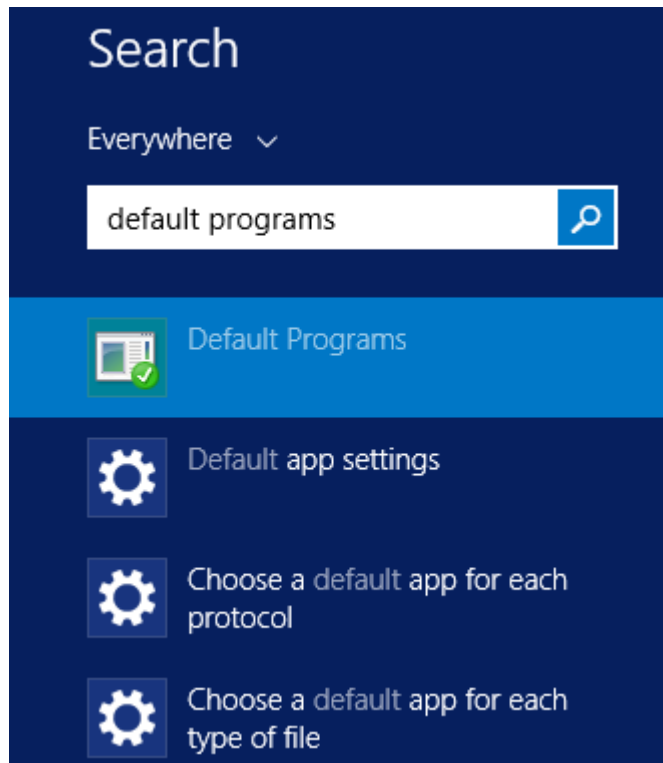 Search
Everywhere
default programs
Default Programs
Default app settings
Choose a default app for each
protocol
Choose a default app for each
type of file